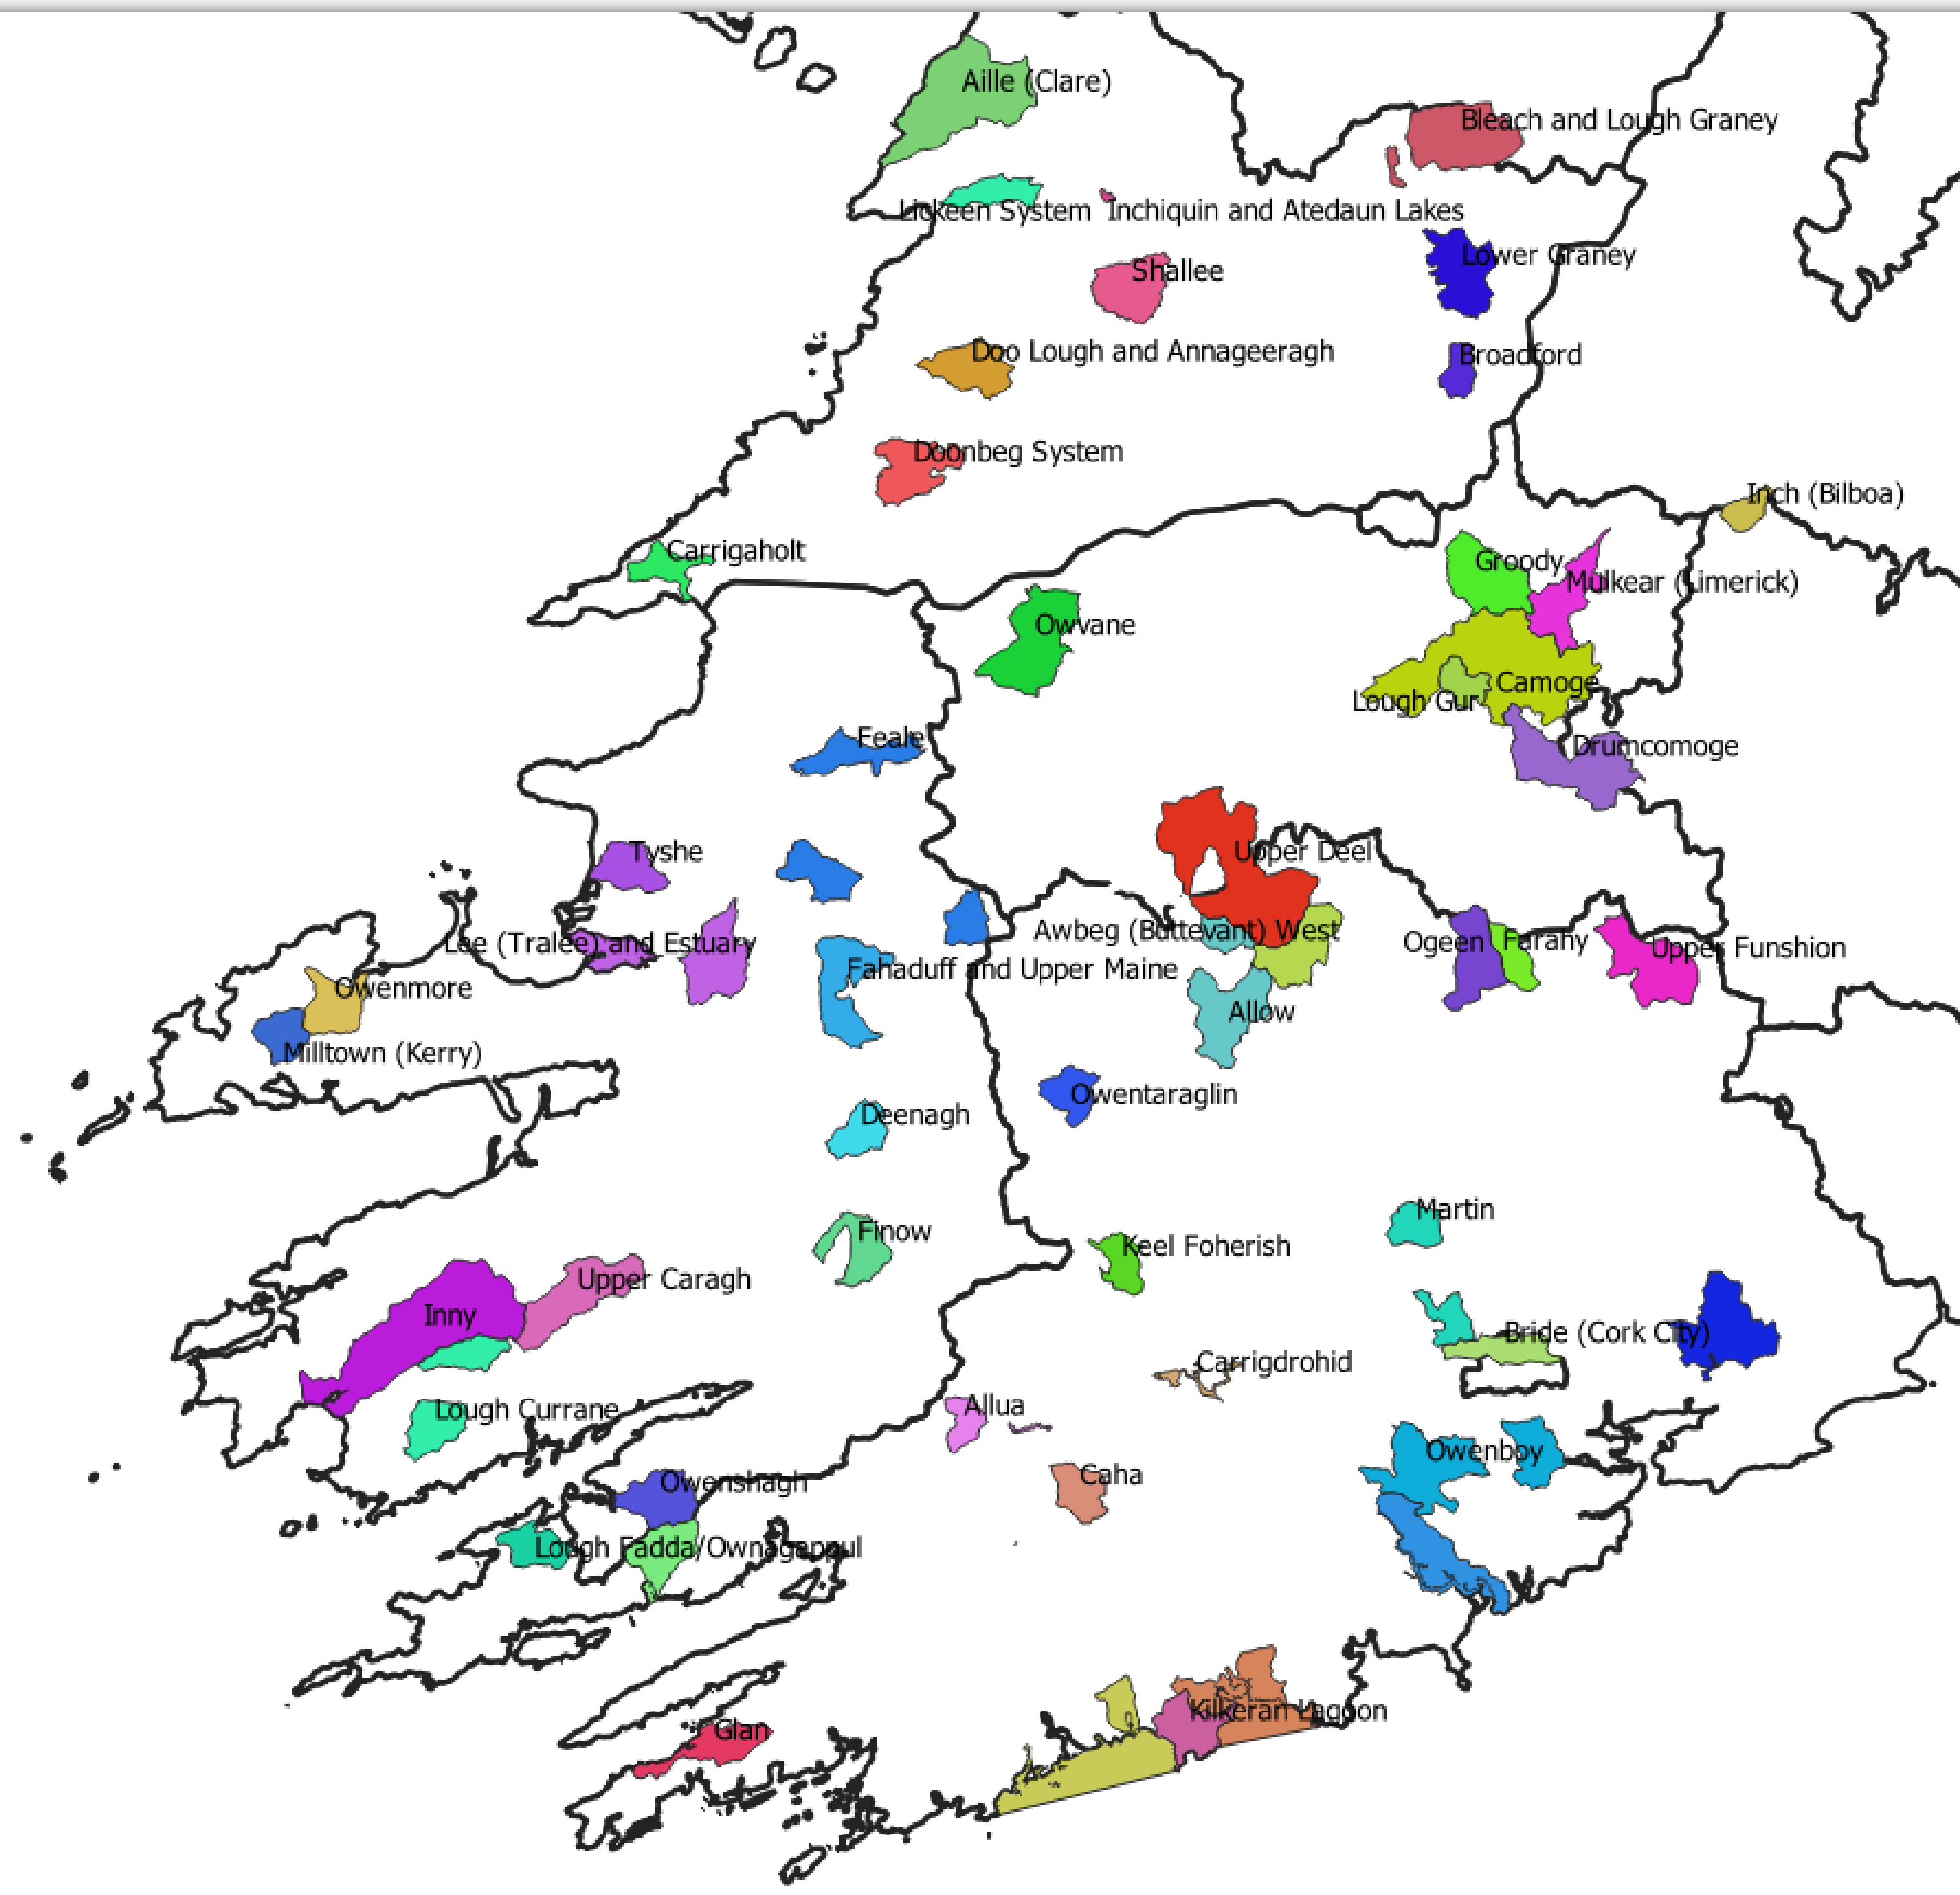 Aille (Clare)
Bleach and Lough Graney
Lickeen System
Inchiquin and Atedaun Lakes
Lower Graney
Shallee
Doo Lough and Annageeragh
Broadford
Doonbeg System
Inch (Bilboa)
Carrigaholt
Groody
Mulkear (Limerick)
Owvane
Camoge
Lough Gur
Feale
Drumcomoge
Tyshe
Upper Deel
Awbeg (Buttevant) West
Lee (Tralee) and Estuary
Ogeen
Farahy
Upper Funshion
Fahaduff and Upper Maine
Owenmore
Allow
Milltown (Kerry)
Owentaraglin
Deenagh
Martin
Finow
Keel Foherish
Upper Caragh
Inny
Bride (Cork City)
Carrigdrohid
Allua
Lough Currane
Owenboy
Caha
Owenshagh
Lough Fadda/Ownagappul
Kilkeran Lagoon
Glan